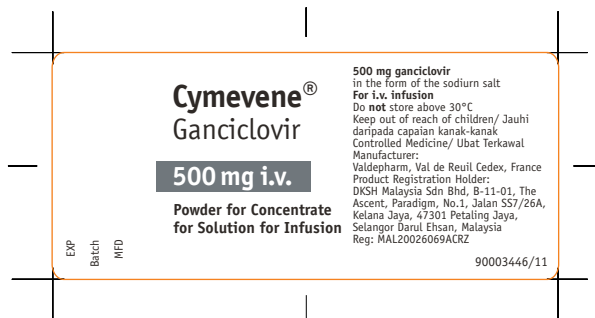 Cymevene®
Ganciclovir
500 mg i.v.
Powder for Concentrate
for Solution for Infusion
500 mg ganciclovir
in the form of the sodiurn salt
For i.v. infusion
Do not store above 30°C
Keep out of reach of children/ Jauhi
daripada capaian kanak-kanak
Controlled Medicine/ Ubat Terkawal
Manufacturer:
Valdepharm, Val de Reuil Cedex, France
Product Registration Holder:
DKSH Malaysia Sdn Bhd, B-11-01, The
Ascent, Paradigm, No.1, Jalan SS7/26A,
Kelana Jaya, 47301 Petaling Jaya,
Selangor Darul Ehsan, Malaysia
Reg: MAL20026069ACRZ
90003446/11
EXP
Batch
MFD